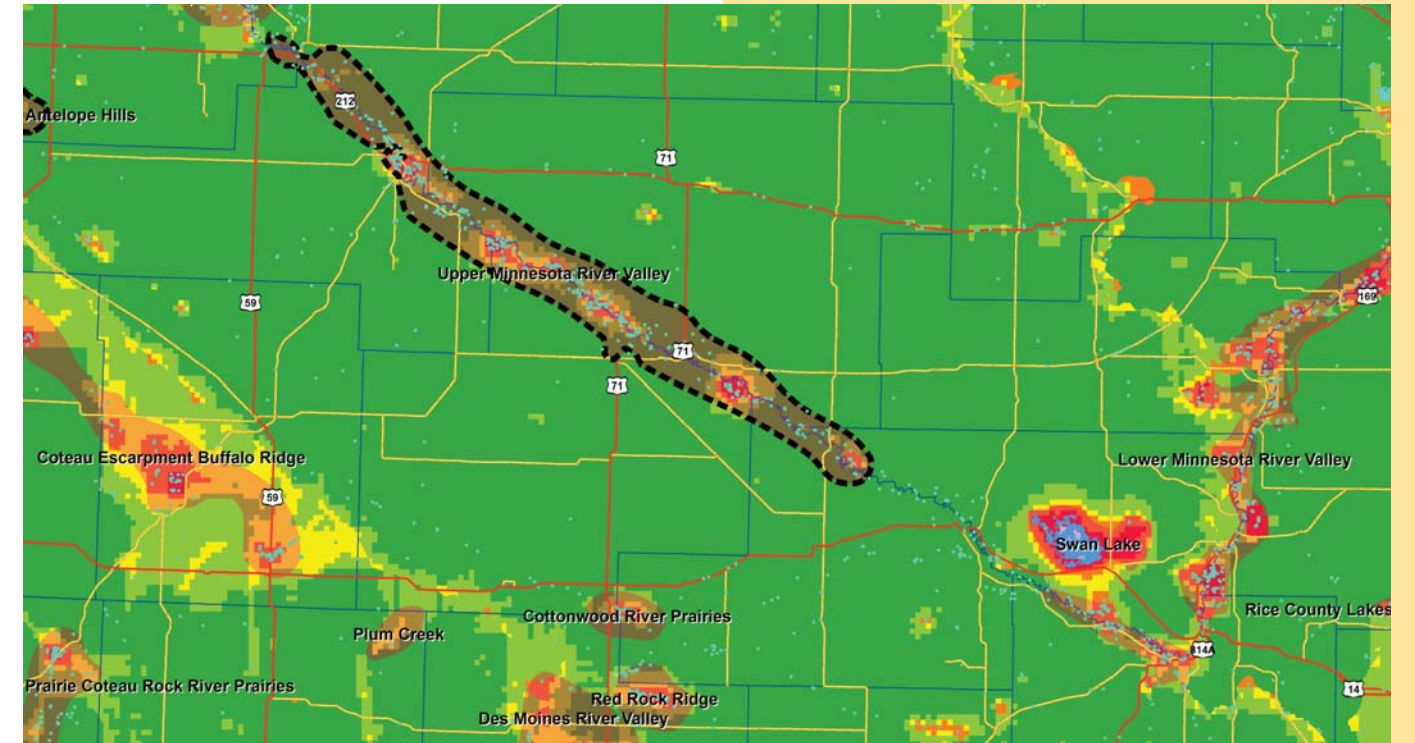 212
Antelope Hills
71
Upper Minnesota River Valley
59
169
71
71
Coteau Escarpment Buffalo Ridge
Lower Minnesota River Valley
59
Swan Lake
Cottonwood River Prairies
Rice County Lakes
Plum Creek
314A
Prairie Coteau Rock River Prairies
14
Red Rock Ridge
Des Moines River Valley